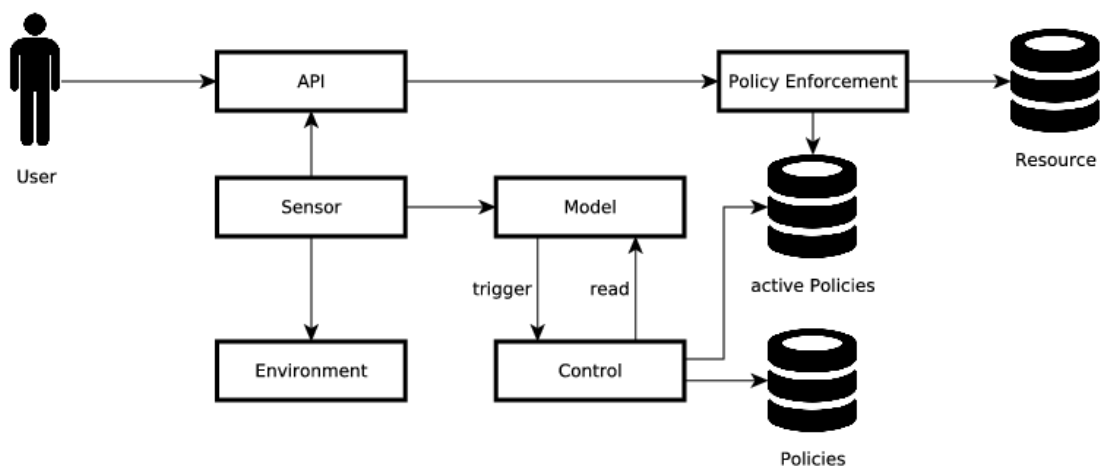 API
Policy Enforcement
User
Resource
Sensor
Model
active Policies
trigger
read
Environment
Control
Policies